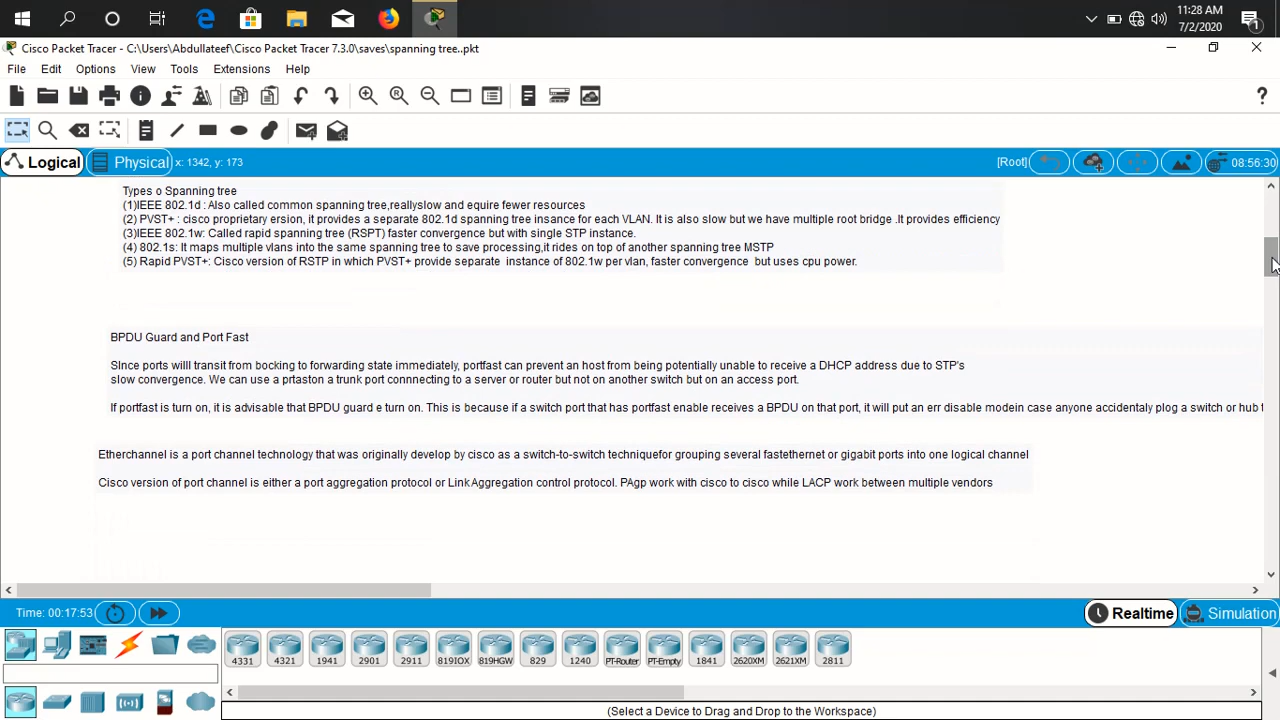 11:28 AM
7/2/2020
1
Cisco Packet Tracer - C:\Users\Abdullateef\Cisco Packet Tracer 7.3.0\saves\spanning tree..pkt
File Edit Options View Tools Extensions Help
Logical Physical x: 1342, y: 173 [Root] 08:56:30
Types o Spanning tree
(1)IEEE 802.1d : Also called common spanning tree,reallyslow and equire fewer resources
(2) PVST+ : cisco proprietary ersion, it provides a separate 802.1d spanning tree insance for each VLAN. It is also slow but we have multiple root bridge .It provides efficiency
(3)IEEE 802.1w: Called rapid spanning tree (RSPT) faster convergence but with single STP instance.
(4) 802.1s: It maps multiple vlans into the same spanning tree to save processing,it rides on top of another spanning tree MSTP
(5) Rapid PVST+: Cisco version of RSTP in which PVST+ provide separate instance of 802.1w per vlan, faster convergence but uses cpu power.
BPDU Guard and Port Fast
SInce ports willl transit from bocking to forwarding state immediately, portfast can prevent an host from being potentially unable to receive a DHCP address due to STP's
slow convergence. We can use a prtaston a trunk port connnecting to a server or router but not on another switch but on an access port.
If portfast is turn on, it is advisable that BPDU guard e turn on. This is because if a switch port that has portfast enable receives a BPDU on that port, it will put an err disable modein case anyone accidentaly plog a switch or hub t
Etherchannel is a port channel technology that was originally develop by cisco as a switch-to-switch techniquefor grouping several fastethernet or gigabit ports into one logical channel
Cisco version of port channel is either a port aggregation protocol or Link Aggregation control protocol. PAgp work with cisco to cisco while LACP work between multiple vendors
Time: 00:17:53 Realtime Simulation
4331 4321 1941 2901 2911 819IOX 819HGW 829 1240 PT-Router PT-Empty 1841 2620XM 2621XM 2811
(Select a Device to Drag and Drop to the Workspace)